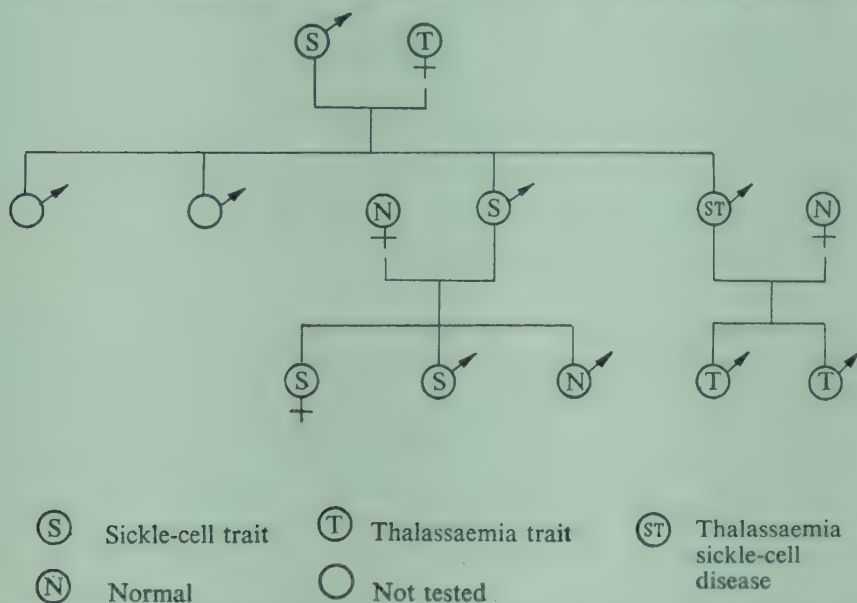 S T
N S ST N
S S N T T
S Sickle-cell trait T Thalassaemia trait ST Thalassaemia
sickle-cell
disease
N Normal Not tested